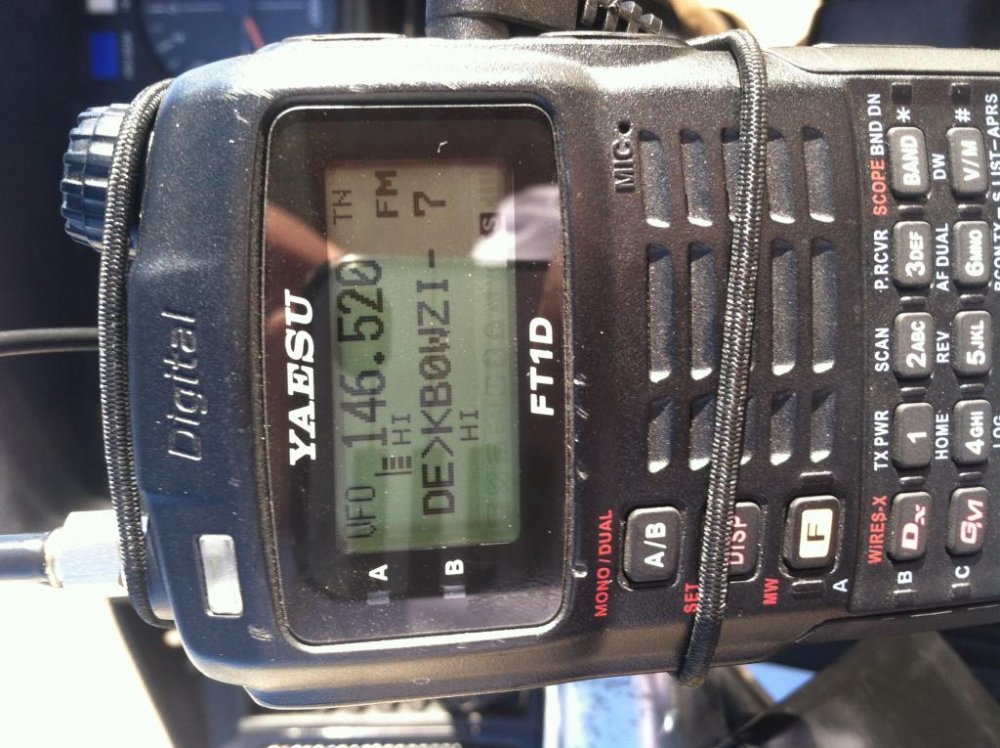 Digital
YAESU
VFO 146.520 TN
A HI FM
DE>KB0WZI-7
B HI
FT1D
MIC
MONO/DUAL
A/B
SET
DISP
MW
F
A
WIRES-X TX PWR SCAN P.RCVR SCOPE BND DN
Dx 1 2ABC 3DEF BAND *
B HOME REV AF DUAL DW
GM 4GHI 5JKL 6MNO V/M #
C APRS